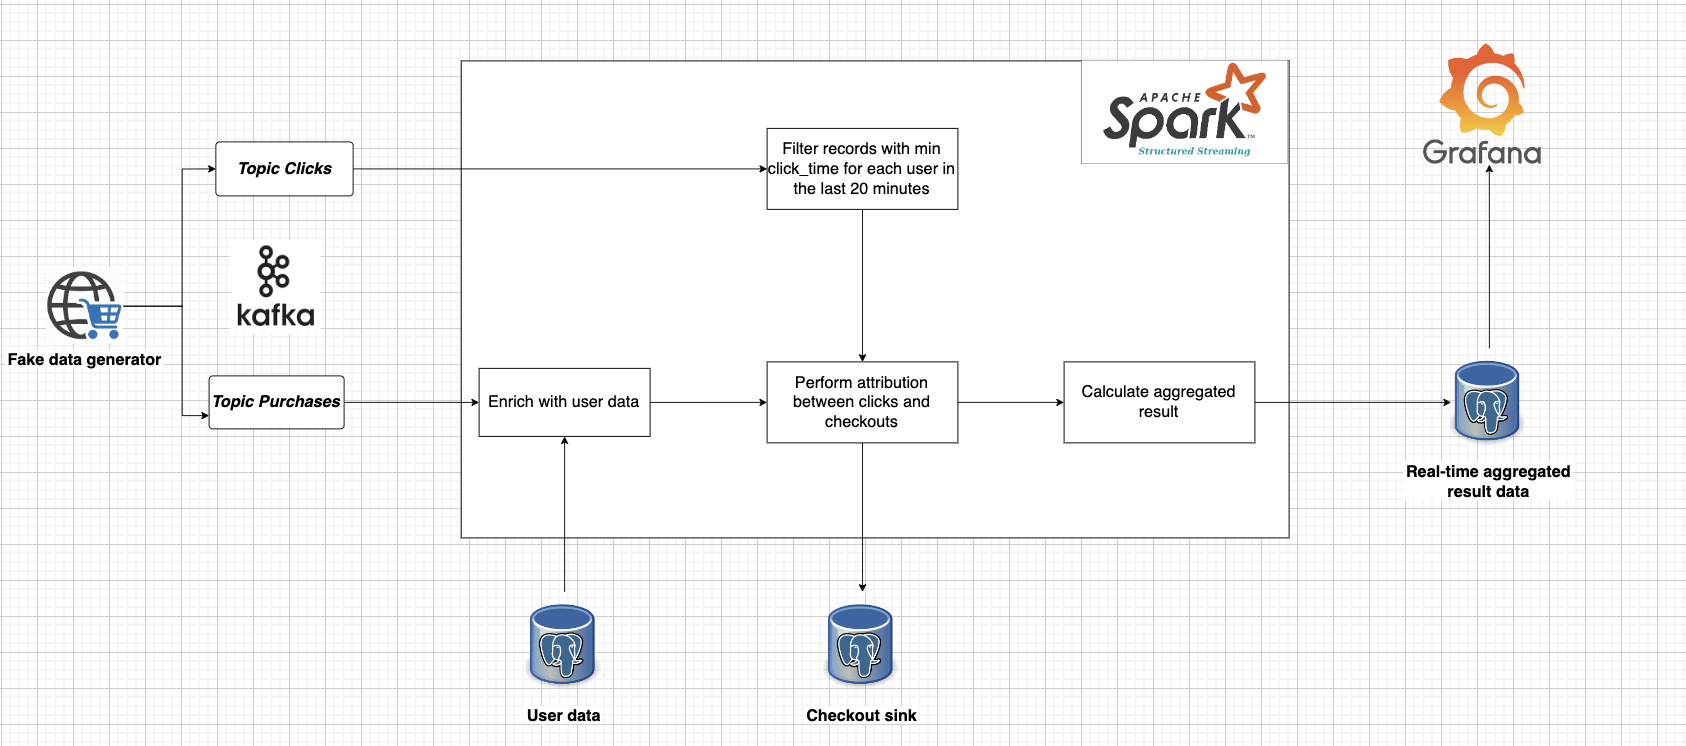 APACHE
Spark
TM
Structured Streaming
Grafana
Topic Clicks
Filter records with min
click_time for each user in
the last 20 minutes
kafka
Fake data generator
Topic Purchases
Enrich with user data
Perform attribution
between clicks and
checkouts
Calculate aggregated
result
Real-time aggregated
result data
User data
Checkout sink